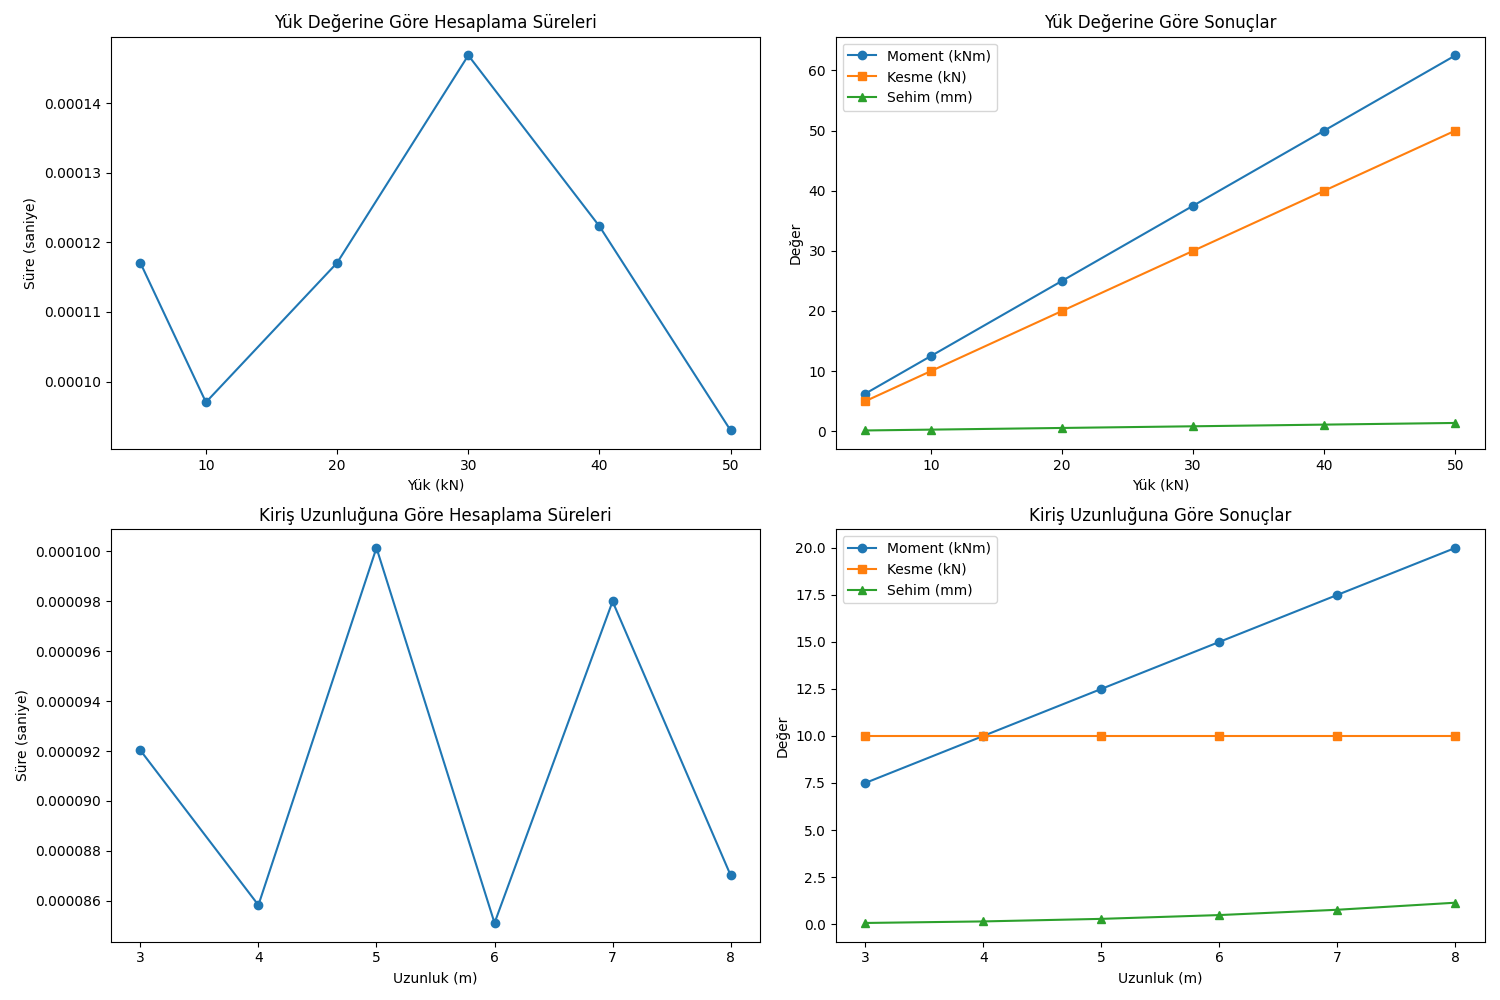 Yük Değerine Göre Hesaplama Süreleri
0.00014
0.00013
0.00012
0.00011
0.00010
Süre (saniye)
10 20 30 40 50
Yük (kN)
Yük Değerine Göre Sonuçlar
Moment (kNm)
Kesme (kN)
Sehim (mm)
60
50
40
30
20
10
0
Değer
10 20 30 40 50
Yük (kN)
Kiriş Uzunluğuna Göre Hesaplama Süreleri
0.000100
0.000098
0.000096
0.000094
0.000092
0.000090
0.000088
0.000086
Süre (saniye)
3 4 5 6 7 8
Uzunluk (m)
Kiriş Uzunluğuna Göre Sonuçlar
Moment (kNm)
Kesme (kN)
Sehim (mm)
20.0
17.5
15.0
12.5
10.0
7.5
5.0
2.5
0.0
Değer
3 4 5 6 7 8
Uzunluk (m)